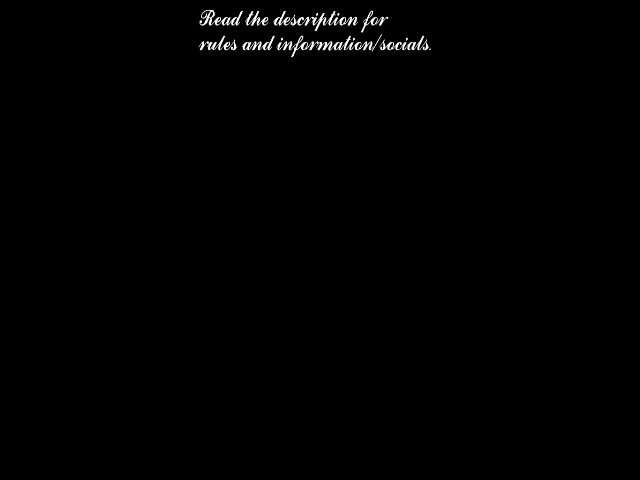 Read the description for
rules and information/socials.